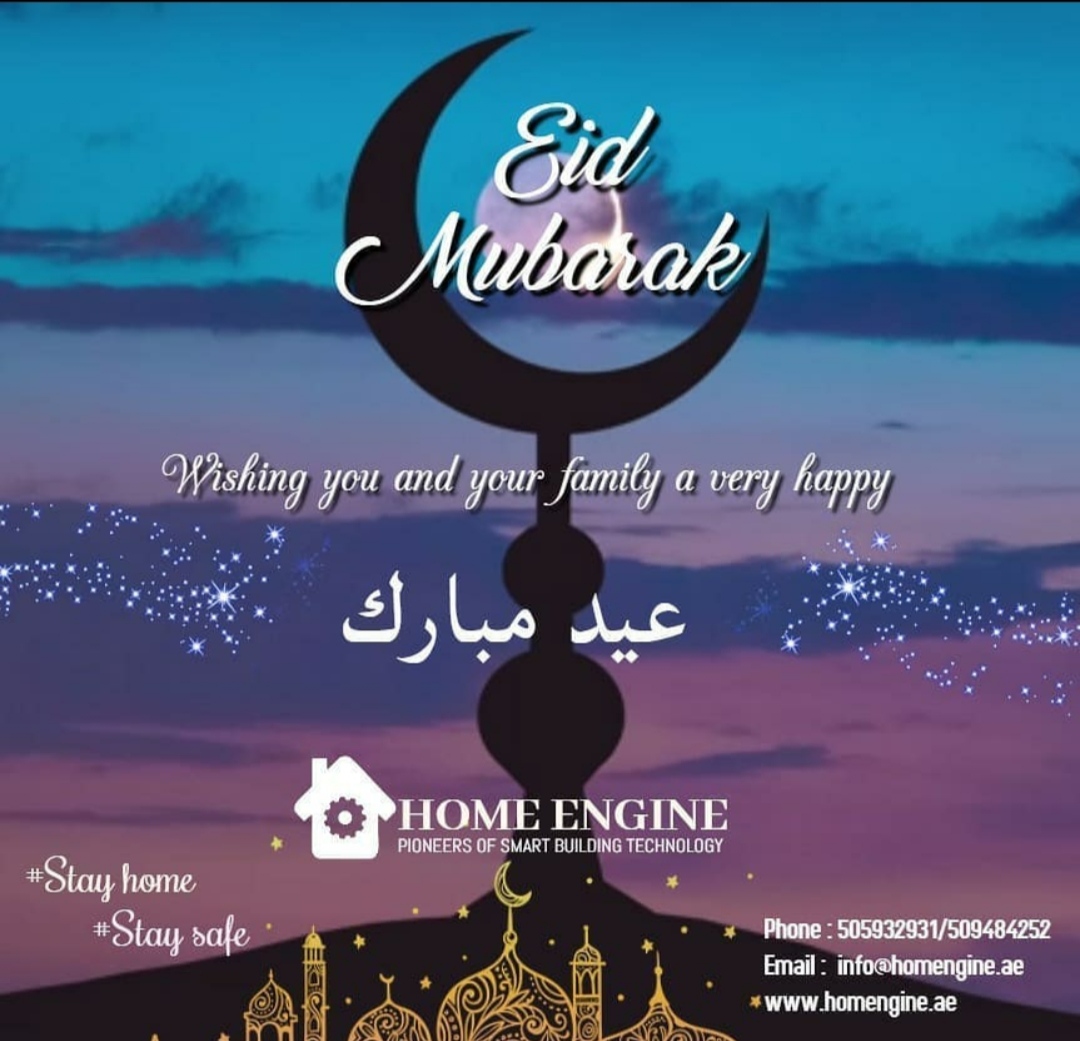 Eid
Mubarak
Wishing you and your family a very happy
عيد مبارك
HOME ENGINE
PIONEERS OF SMART BUILDING TECHNOLOGY
#Stay home
#Stay safe
Phone : 505932931/509484252
Email : info@homengine.ae
www.homengine.ae